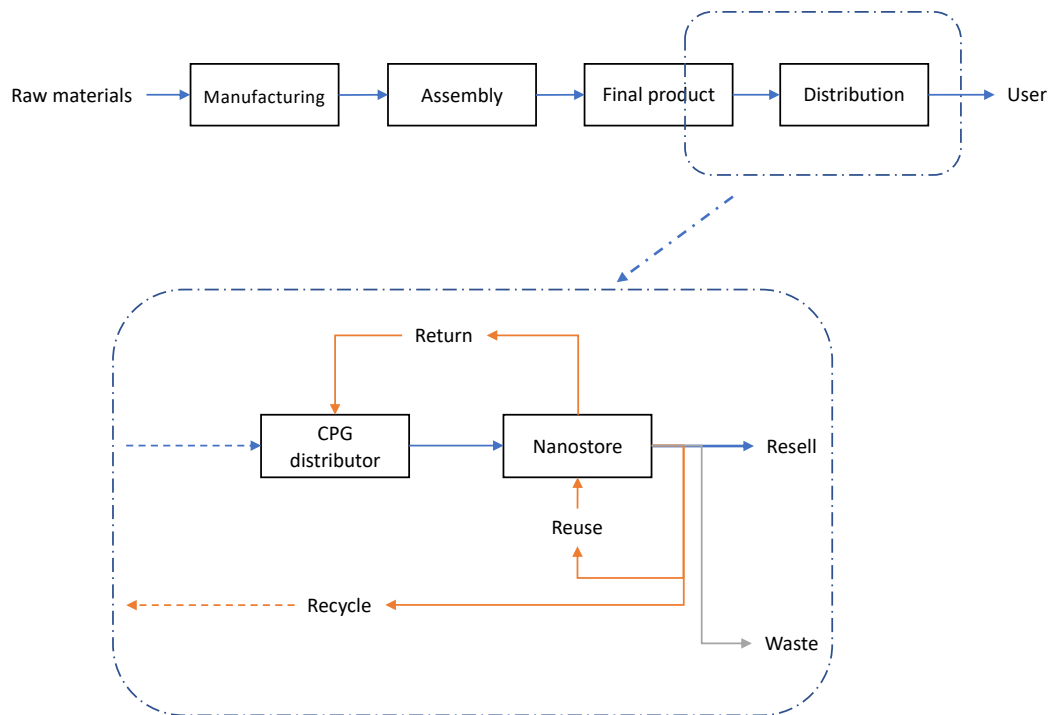 Raw materials
Manufacturing
Assembly
Final product
Distribution
User
Return
CPG
distributor
Nanostore
Resell
Reuse
Recycle
Waste